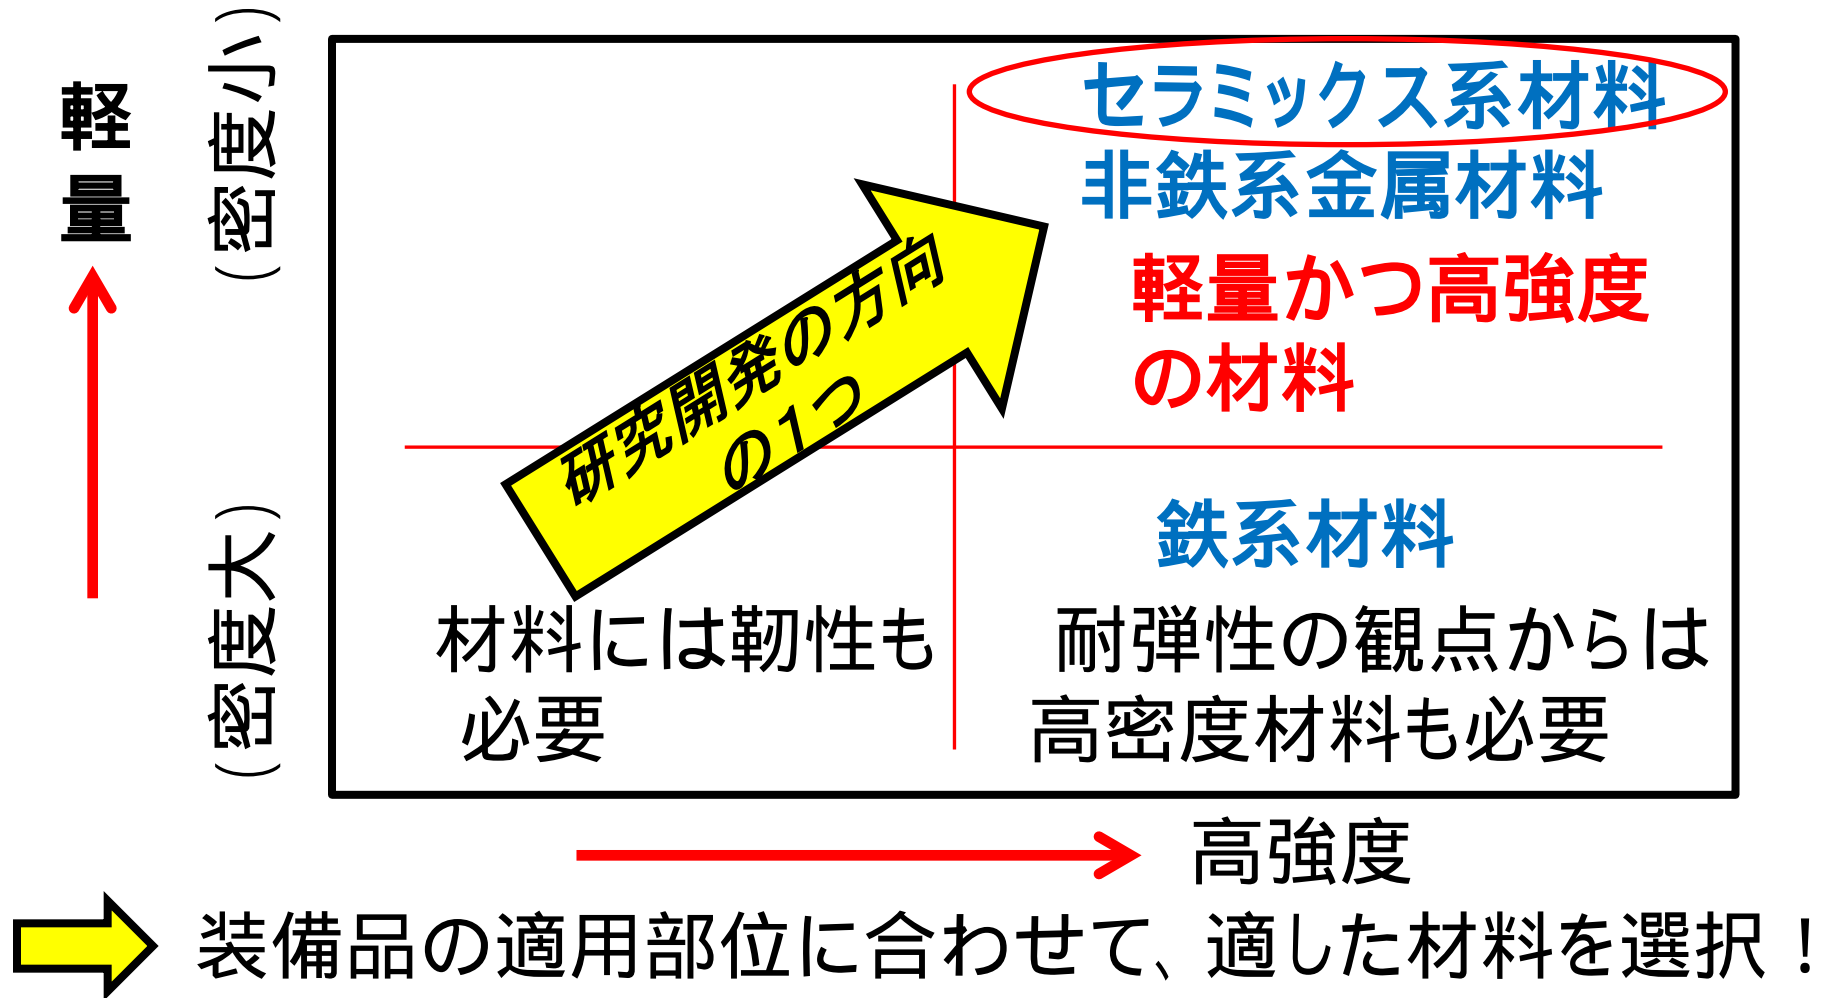 軽量
（密度小）
（密度大）
セラミックス系材料
非鉄系金属材料
軽量かつ高強度
の材料
研究開発の方向
の1つ
鉄系材料
材料には靭性も
必要
耐弾性の観点からは
高密度材料も必要
高強度
装備品の適用部位に合わせて、適した材料を選択！